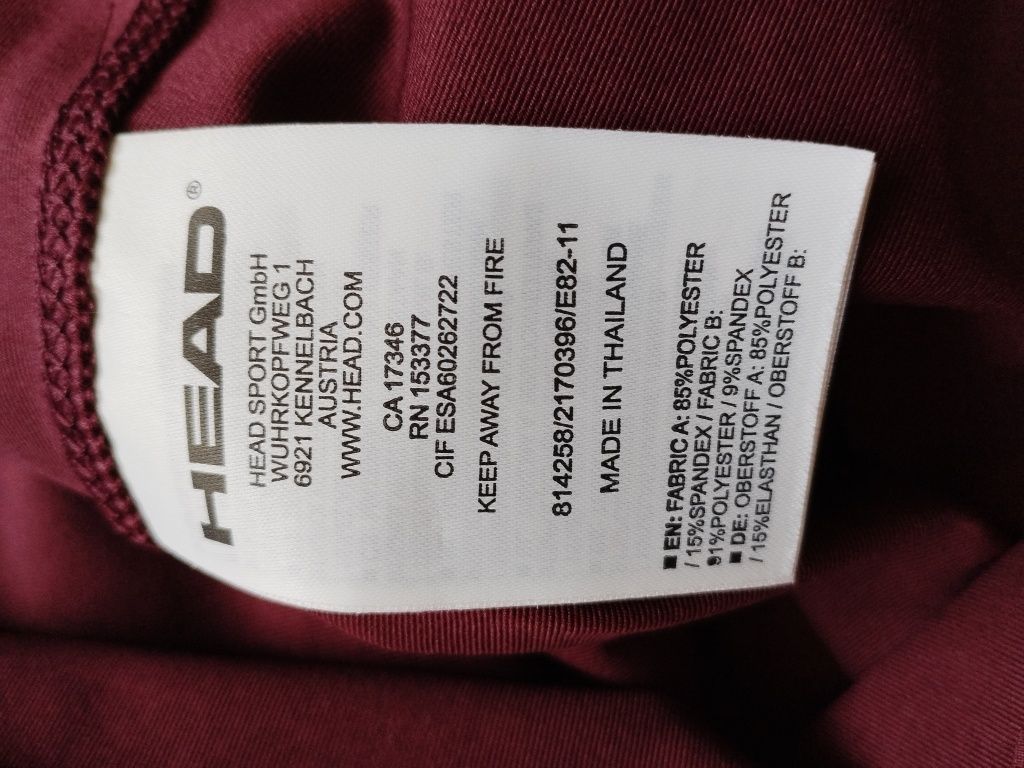 HEAD®
HEAD SPORT GmbH
WUHRKOPFWEG 1
6921 KENNELBACH
AUSTRIA
WWW.HEAD.COM
CA 17346
RN 153377
CIF ESA60262722
KEEP AWAY FROM FIRE
814258/2170396/E82-11
MADE IN THAILAND
■ EN: FABRIC A: 85%POLYESTER
/ 15%SPANDEX / FABRIC B:
91%POLYESTER / 9%SPANDEX
■ DE: OBERSTOFF A: 85%POLYESTER
/ 15%ELASTHAN / OBERSTOFF B: